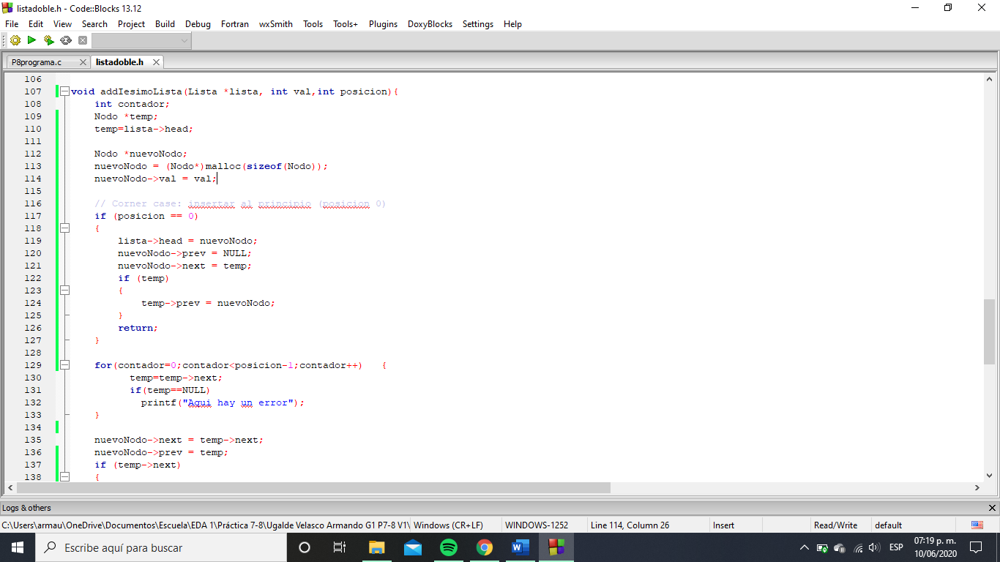 listadoble.h - Code::Blocks 13.12
File Edit View Search Project Build Debug Fortran wxSmith Tools Tools+ Plugins DoxyBlocks Settings Help
P8programa.c listadoble.h
106
107 void addIesimoLista(Lista *lista, int val,int posicion){
108 int contador;
109 Nodo *temp;
110 temp=lista->head;
111
112 Nodo *nuevoNodo;
113 nuevoNodo = (Nodo*)malloc(sizeof(Nodo));
114 nuevoNodo->val = val;
115
116 // Corner case: insertar al principio (posicion 0)
117 if (posicion == 0)
118 {
119 lista->head = nuevoNodo;
120 nuevoNodo->prev = NULL;
121 nuevoNodo->next = temp;
122 if (temp)
123 {
124 temp->prev = nuevoNodo;
125 }
126 return;
127 }
128
129 for(contador=0;contador<posicion-1;contador++) {
130 temp=temp->next;
131 if(temp==NULL)
132 printf("Aqui hay un error");
133 }
134
135 nuevoNodo->next = temp->next;
136 nuevoNodo->prev = temp;
137 if (temp->next)
138 {
Logs & others
C:\Users\armau\OneDrive\Documentos\Escuela\EDA 1\Práctica 7-8\Ugalde Velasco Armando G1 P7-8 V1\ Windows (CR+LF) WINDOWS-1252 Line 114, Column 26 Insert Read/Write default
Escribe aquí para buscar
ESP
07:19 p. m.
10/06/2020